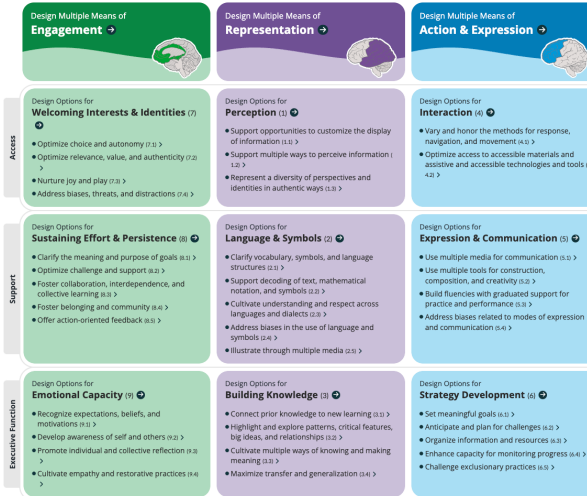 Design Multiple Means of
Engagement
Design Multiple Means of
Representation
Design Multiple Means of
Action & Expression
Access
Design Options for
Welcoming Interests & Identities (7)
• Optimize choice and autonomy (7.1) >
• Optimize relevance, value, and authenticity (7.2)
>
• Nurture joy and play (7.3) >
• Address biases, threats, and distractions (7.4) >
Design Options for
Perception (1)
• Support opportunities to customize the display
of information (1.1) >
• Support multiple ways to perceive information (
1.2) >
• Represent a diversity of perspectives and
identities in authentic ways (1.3) >
Design Options for
Interaction (4)
• Vary and honor the methods for response,
navigation, and movement (4.1) >
• Optimize access to accessible materials and
assistive and accessible technologies and tools (
4.2) >
Support
Design Options for
Sustaining Effort & Persistence (8)
• Clarify the meaning and purpose of goals (8.1) >
• Optimize challenge and support (8.2) >
• Foster collaboration, interdependence, and
collective learning (8.3) >
• Foster belonging and community (8.4) >
• Offer action-oriented feedback (8.5) >
Design Options for
Language & Symbols (2)
• Clarify vocabulary, symbols, and language
structures (2.1) >
• Support decoding of text, mathematical
notation, and symbols (2.2) >
• Cultivate understanding and respect across
languages and dialects (2.3) >
• Address biases in the use of language and
symbols (2.4) >
• Illustrate through multiple media (2.5) >
Design Options for
Expression & Communication (5)
• Use multiple media for communication (5.1) >
• Use multiple tools for construction,
composition, and creativity (5.2) >
• Build fluencies with graduated support for
practice and performance (5.3) >
• Address biases related to modes of expression
and communication (5.4) >
Executive Function
Design Options for
Emotional Capacity (9)
• Recognize expectations, beliefs, and
motivations (9.1) >
• Develop awareness of self and others (9.2) >
• Promote individual and collective reflection (9.3)
>
• Cultivate empathy and restorative practices (9.4)
>
Design Options for
Building Knowledge (3)
• Connect prior knowledge to new learning (3.1) >
• Highlight and explore patterns, critical features,
big ideas, and relationships (3.2) >
• Cultivate multiple ways of knowing and making
meaning (3.3) >
• Maximize transfer and generalization (3.4) >
Design Options for
Strategy Development (6)
• Set meaningful goals (6.1) >
• Anticipate and plan for challenges (6.2) >
• Organize information and resources (6.3) >
• Enhance capacity for monitoring progress (6.4) >
• Challenge exclusionary practices (6.5) >